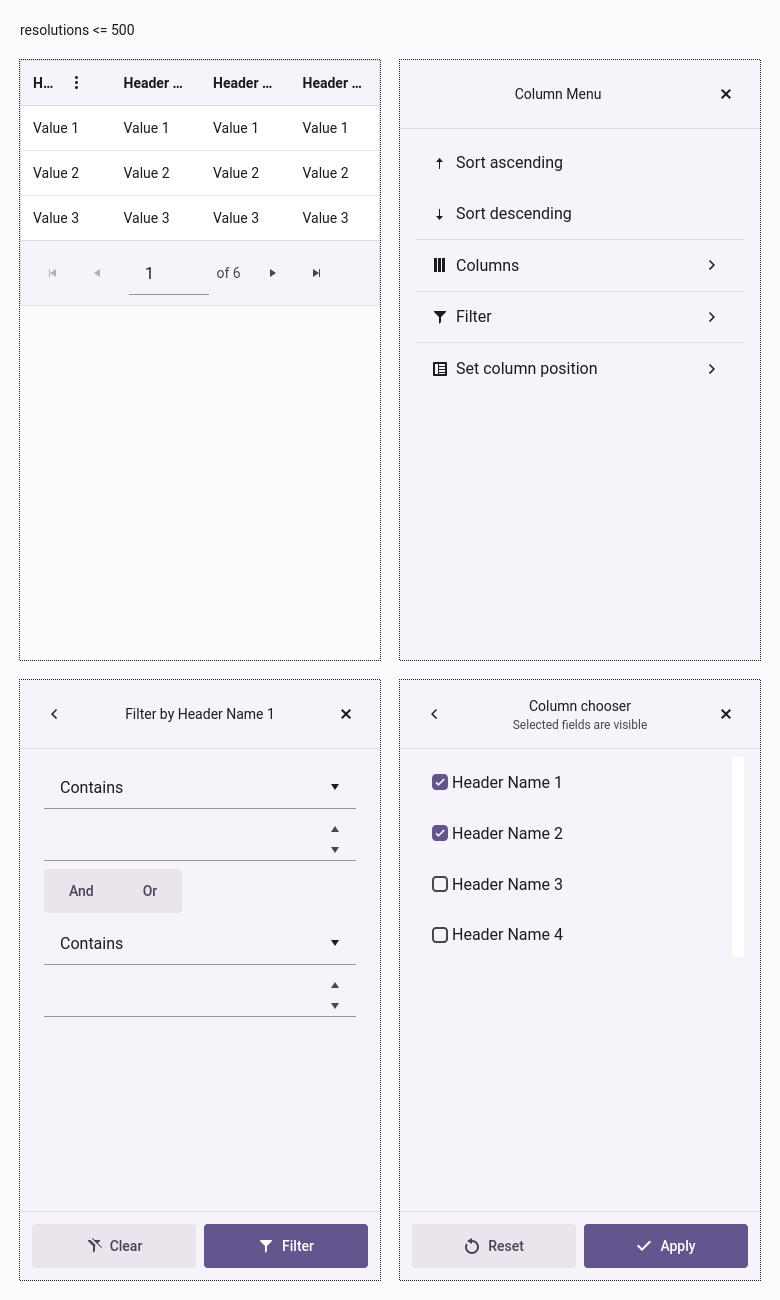 resolutions <= 500
H... Header ... Header ... Header ...
Value 1 Value 1 Value 1 Value 1
Value 2 Value 2 Value 2 Value 2
Value 3 Value 3 Value 3 Value 3
1 of 6
Column Menu
Sort ascending
Sort descending
Columns
Filter
Set column position
Filter by Header Name 1
Contains
And Or
Contains
Clear Filter
Column chooser
Selected fields are visible
Header Name 1
Header Name 2
Header Name 3
Header Name 4
Reset Apply